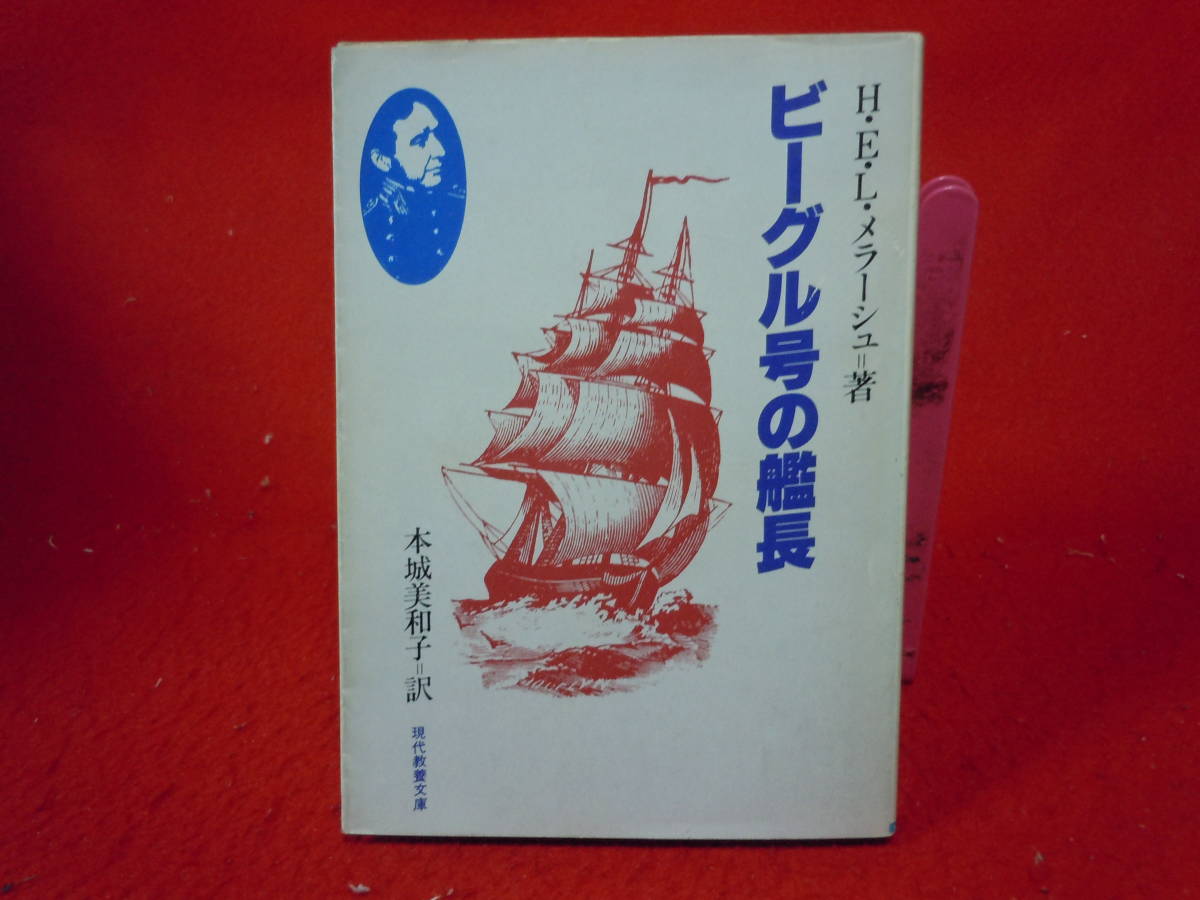 H・E・L・メラーシュ=著
ビーグル号の艦長
本城美和子=訳
現代教養文庫